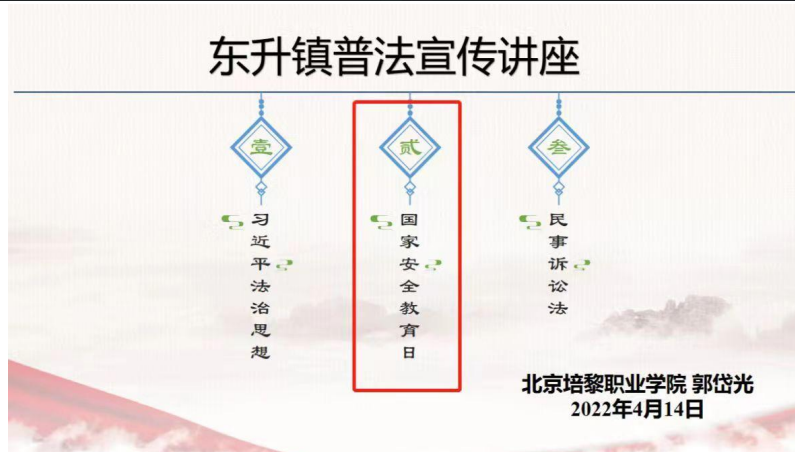 东升镇普法宣传讲座
壹
习近平法治思想
贰
国家安全教育日
叁
民事诉讼法
北京培黎职业学院 郭岱光
2022年4月14日